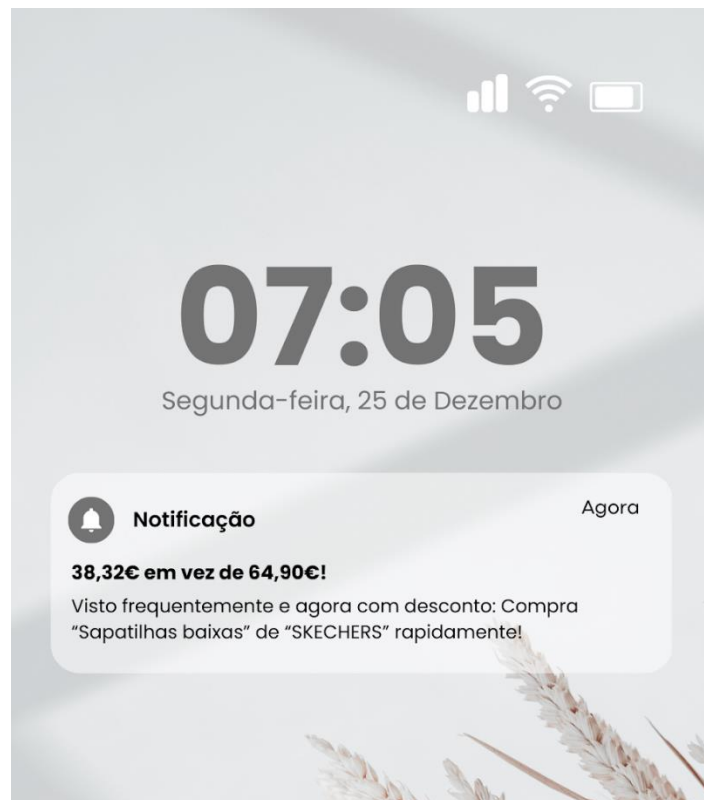 07:05
Segunda-feira, 25 de Dezembro
Notificação
Agora
38,32€ em vez de 64,90€!
Visto frequentemente e agora com desconto: Compra
“Sapatilhas baixas” de “SKECHERS” rapidamente!